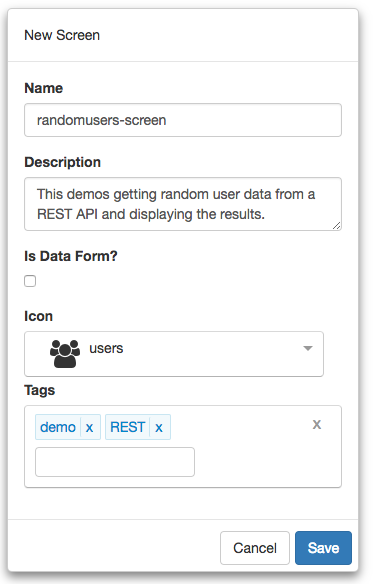 New Screen
Name
randomusers-screen
Description
This demos getting random user data from a
REST API and displaying the results.
Is Data Form?
Icon
users
Tags
demo x REST x x
Cancel Save